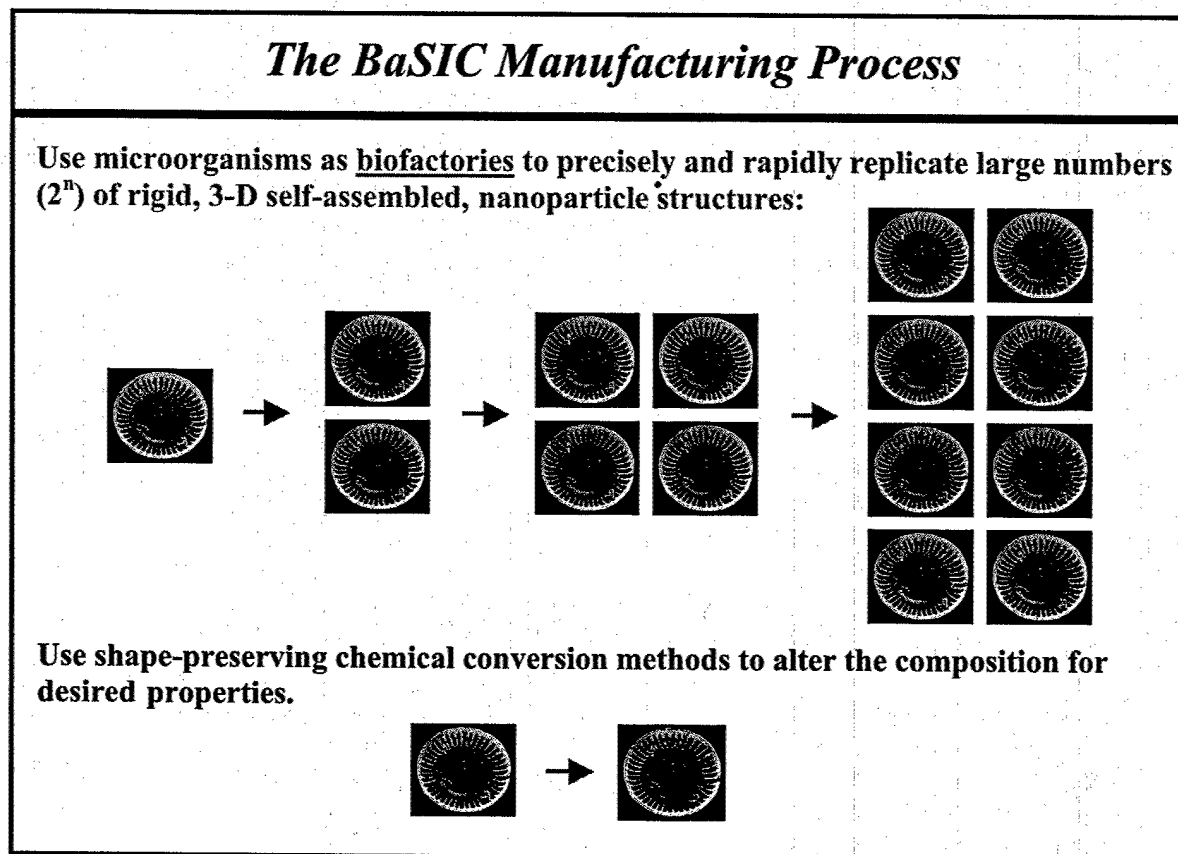 The BaSIC Manufacturing Process
Use microorganisms as biofactories to precisely and rapidly replicate large numbers
(2ⁿ) of rigid, 3-D self-assembled, nanoparticle structures:
Use shape-preserving chemical conversion methods to alter the composition for
desired properties.